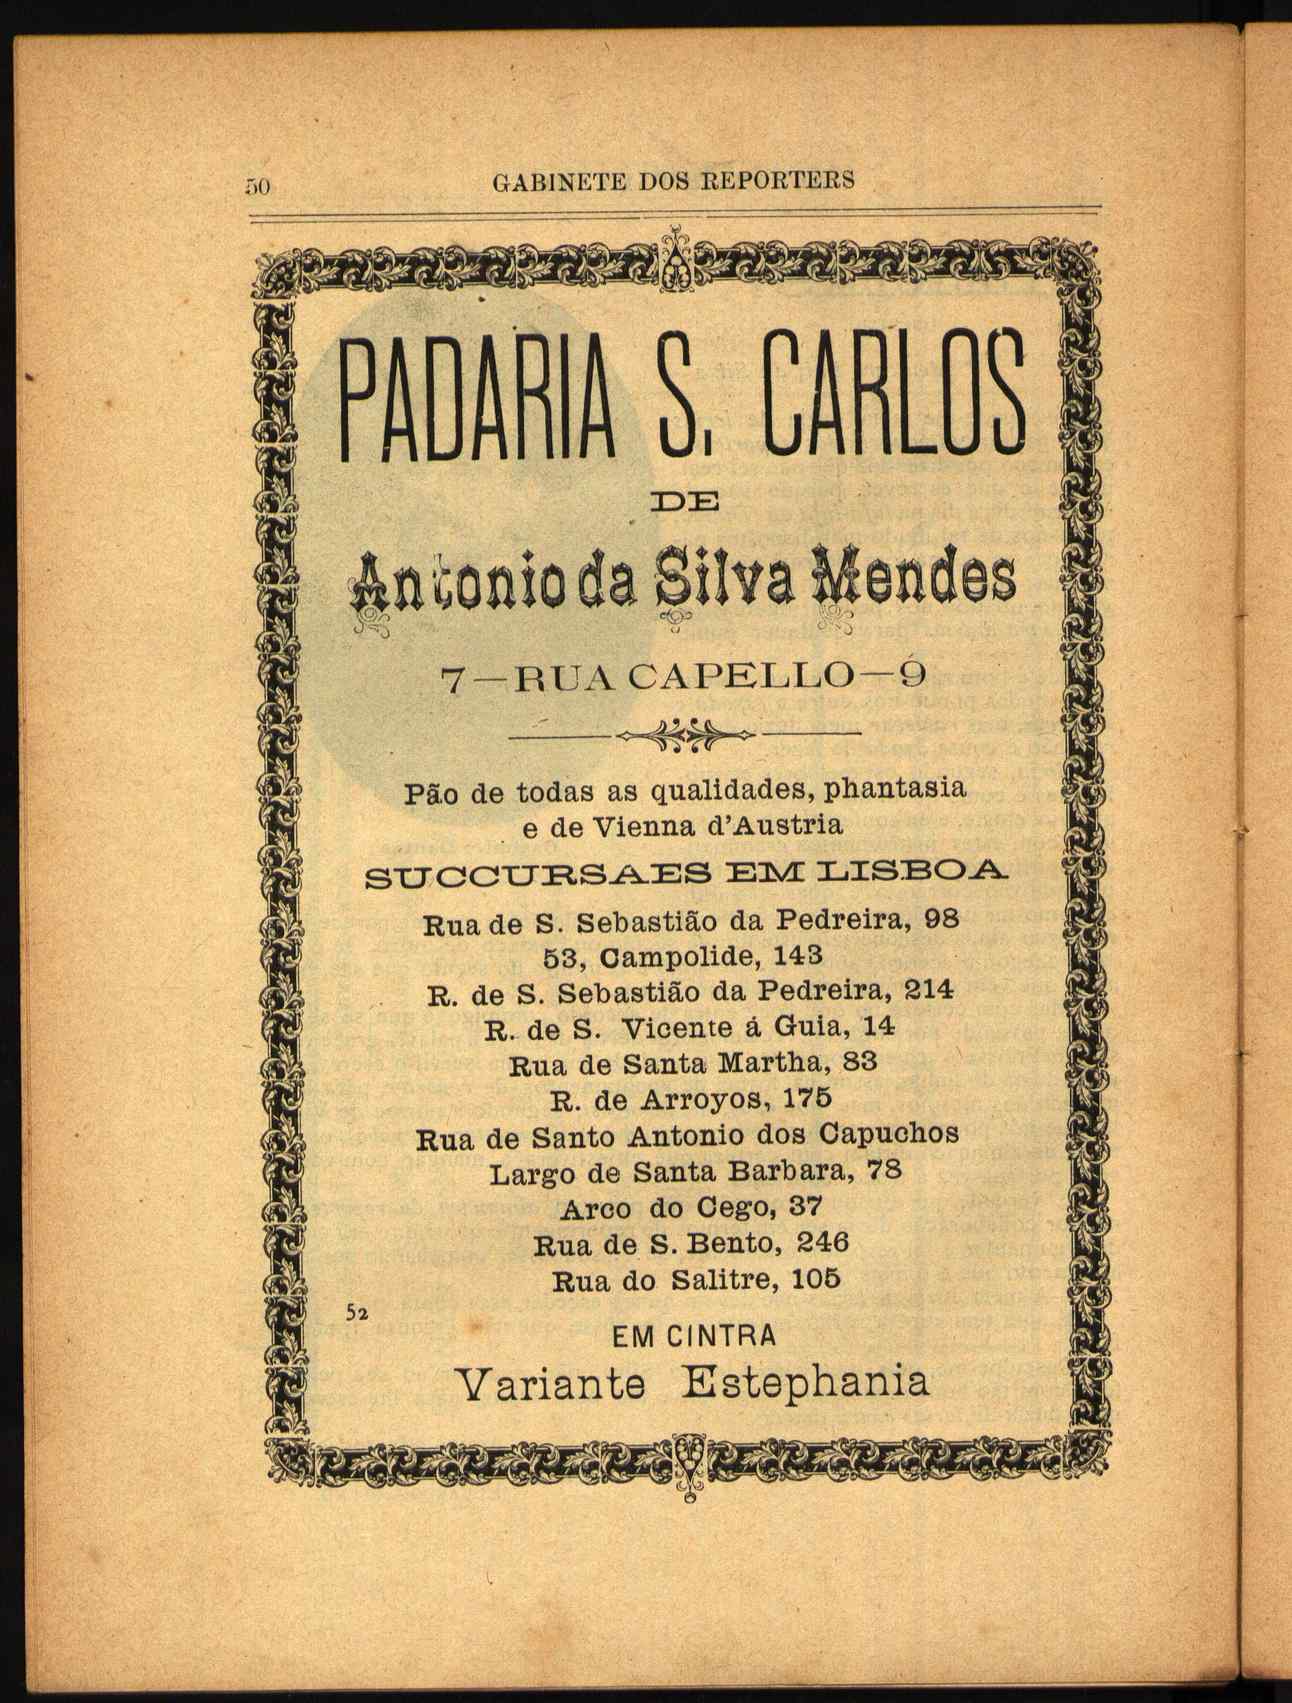 50
GABINETE DOS REPORTERS
PADARIA S. CARLOS
DE
Antonio da Silva Mendes
7—RUA CAPELLO—9
Pão de todas as qualidades, phantasia
e de Vienna d'Austria
SUCCURSAES EM LISBOA
Rua de S. Sebastião da Pedreira, 98
53, Campolide, 143
R. de S. Sebastião da Pedreira, 214
R. de S. Vicente á Guia, 14
Rua de Santa Martha, 83
R. de Arroyos, 175
Rua de Santo Antonio dos Capuchos
Largo de Santa Barbara, 78
Arco do Cego, 37
Rua de S. Bento, 246
Rua do Salitre, 105
52
EM CINTRA
Variante Estephania